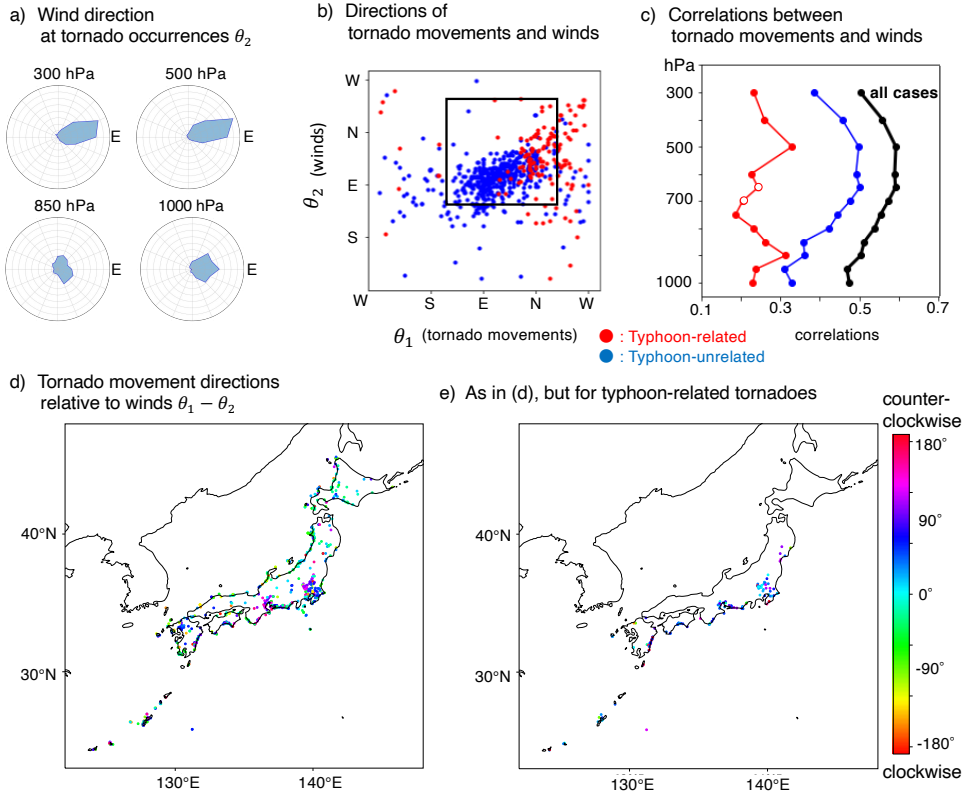 a) Wind direction
at tornado occurrences θ₂
300 hPa
500 hPa
E
E
850 hPa
1000 hPa
E
E
b) Directions of
tornado movements and winds
θ₂ (winds)
W
N
E
S
W
S
E
N
W
θ₁ (tornado movements)
c) Correlations between
tornado movements and winds
hPa
all cases
300
500
700
1000
0.1
0.3
0.5
0.7
correlations
: Typhoon-related
: Typhoon-unrelated
d) Tornado movement directions
relative to winds θ₁ − θ₂
40°N
30°N
130°E
140°E
e) As in (d), but for typhoon-related tornadoes
40°N
30°N
130°E
140°E
counter-
clockwise
180°
90°
0°
-90°
-180°
clockwise